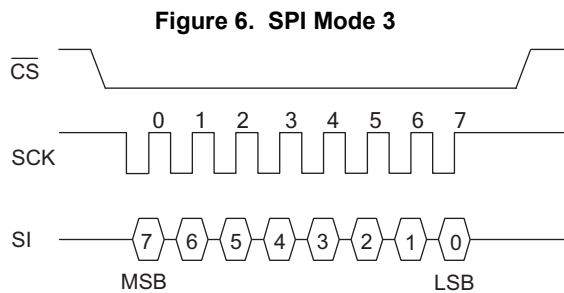 Figure 6. SPI Mode 3
CS
0 1 2 3 4 5 6 7
SCK
SI 7 6 5 4 3 2 1 0
MSB LSB